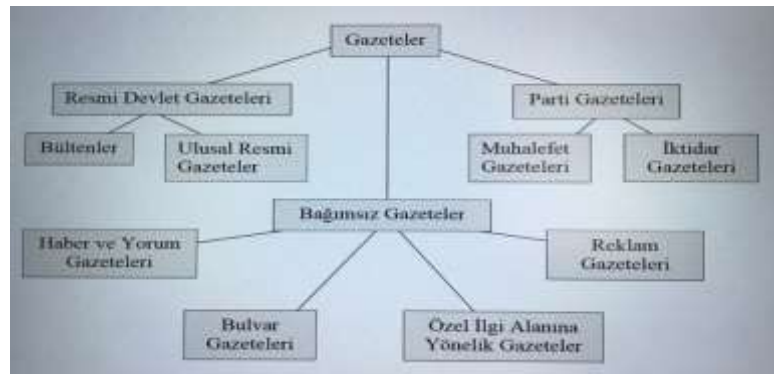 Gazeteler
Resmi Devlet Gazeteleri
Parti Gazeteleri
Bültenler
Ulusal Resmi
Gazeteler
Muhalefet
Gazeteleri
İktidar
Gazeteleri
Bağımsız Gazeteler
Haber ve Yorum
Gazeteleri
Reklam
Gazeteleri
Bulvar
Gazeteleri
Özel İlgi Alanına
Yönelik Gazeteler